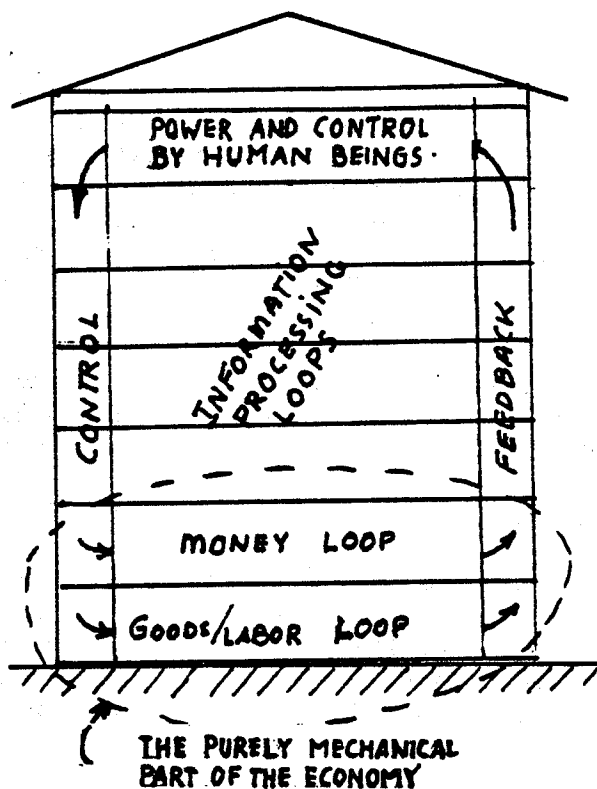 POWER AND CONTROL
BY HUMAN BEINGS.
INFORMATION
PROCESSING
LOOPS
CONTROL
FEEDBACK
MONEY LOOP
GOODS/LABOR LOOP
THE PURELY MECHANICAL
PART OF THE ECONOMY